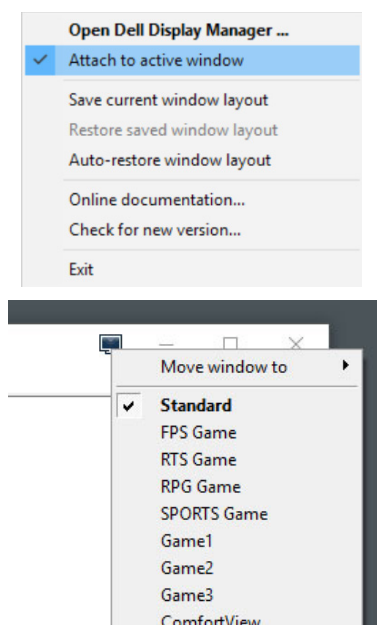 Open Dell Display Manager ...
Attach to active window
Save current window layout
Restore saved window layout
Auto-restore window layout
Online documentation...
Check for new version...
Exit
Move window to
Standard
FPS Game
RTS Game
RPG Game
SPORTS Game
Game1
Game2
Game3
ComfortView